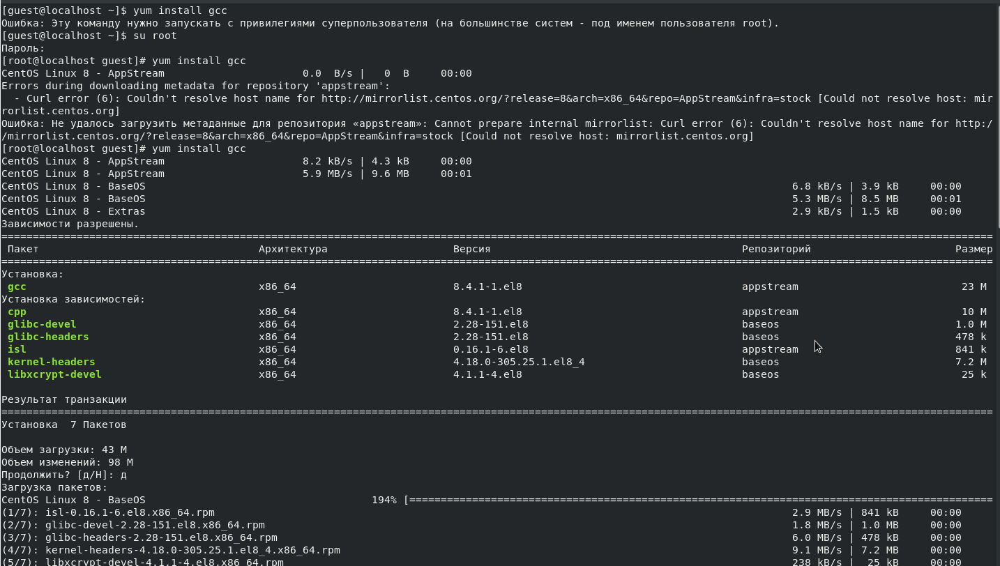 [guest@localhost ~]$ yum install gcc
Ошибка: Эту команду нужно запускать с привилегиями суперпользователя (на большинстве систем - под именем пользователя root).
[guest@localhost ~]$ su root
Пароль:
[root@localhost guest]# yum install gcc
CentOS Linux 8 - AppStream                      0.0  B/s |   0  B     00:00
Errors during downloading metadata for repository 'appstream':
  - Curl error (6): Couldn't resolve host name for http://mirrorlist.centos.org/?release=8&arch=x86_64&repo=AppStream&infra=stock [Could not resolve host: mir
rorlist.centos.org]
Ошибка: Не удалось загрузить метаданные для репозитория «appstream»: Cannot prepare internal mirrorlist: Curl error (6): Couldn't resolve host name for http:/
/mirrorlist.centos.org/?release=8&arch=x86_64&repo=AppStream&infra=stock [Could not resolve host: mirrorlist.centos.org]
[root@localhost guest]# yum install gcc
CentOS Linux 8 - AppStream                      8.2 kB/s | 4.3 kB     00:00
CentOS Linux 8 - AppStream                      5.9 MB/s | 9.6 MB     00:01
CentOS Linux 8 - BaseOS                         6.8 kB/s | 3.9 kB     00:00
CentOS Linux 8 - BaseOS                         5.3 MB/s | 8.5 MB     00:01
CentOS Linux 8 - Extras                         2.9 kB/s | 1.5 kB     00:00
Зависимости разрешены.
================================================================================
 Пакет              Архитектура    Версия                    Репозиторий    Размер
================================================================================
Установка:
 gcc                x86_64         8.4.1-1.el8               appstream      23 M
Установка зависимостей:
 cpp                x86_64         8.4.1-1.el8               appstream      10 M
 glibc-devel        x86_64         2.28-151.el8              baseos         1.0 M
 glibc-headers      x86_64         2.28-151.el8              baseos         478 k
 isl                x86_64         0.16.1-6.el8              appstream      841 k
 kernel-headers     x86_64         4.18.0-305.25.1.el8_4     baseos         7.2 M
 libxcrypt-devel    x86_64         4.1.1-4.el8               baseos         25 k

Результат транзакции
================================================================================
Установка  7 Пакетов

Объем загрузки: 43 M
Объем изменений: 98 M
Продолжить? [д/Н]: д
Загрузка пакетов:
CentOS Linux 8 - BaseOS                         194% [==========================
(1/7): isl-0.16.1-6.el8.x86_64.rpm              2.9 MB/s | 841 kB     00:00
(2/7): glibc-devel-2.28-151.el8.x86_64.rpm      1.8 MB/s | 1.0 MB     00:00
(3/7): glibc-headers-2.28-151.el8.x86_64.rpm    6.0 MB/s | 478 kB     00:00
(4/7): kernel-headers-4.18.0-305.25.1.el8_4.x86_64.rpm    9.1 MB/s | 7.2 MB     00:00
(5/7): libxcrypt-devel-4.1.1-4.el8.x86_64.rpm   238 kB/s |  25 kB     00:00